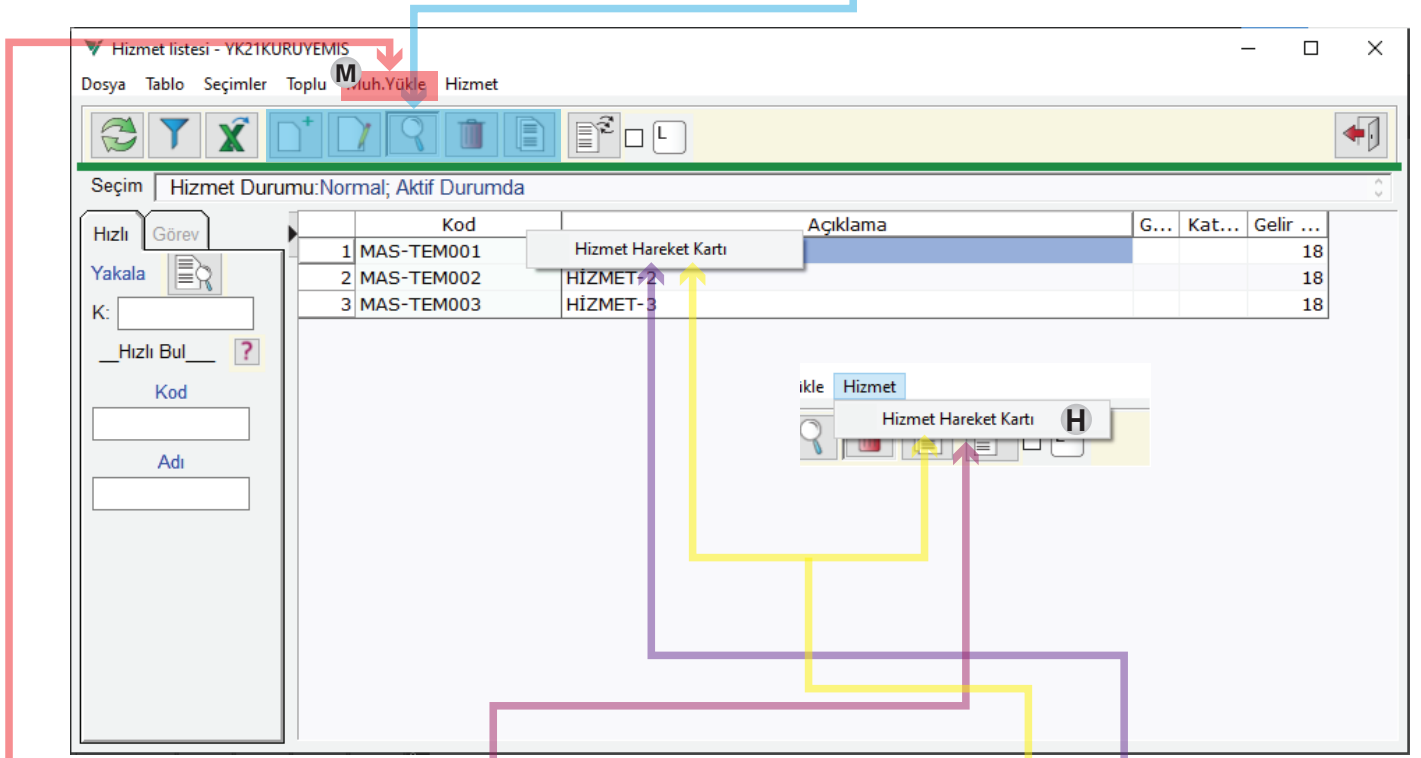 Hizmet listesi - YK21KURUYEMIS
Dosya Tablo Seçimler Toplu M Muh.Yükle Hizmet
L
Seçim Hizmet Durumu:Normal; Aktif Durumda
Hızlı Görev
Kod Açıklama G... Kat... Gelir ...
1 MAS-TEM001 18
Hizmet Hareket Kartı
2 MAS-TEM002 HİZMET-2 18
3 MAS-TEM003 HİZMET-3 18
Yakala
K:
__Hızlı Bul___ ?
Kod
Adı
ükle Hizmet
Hizmet Hareket Kartı H